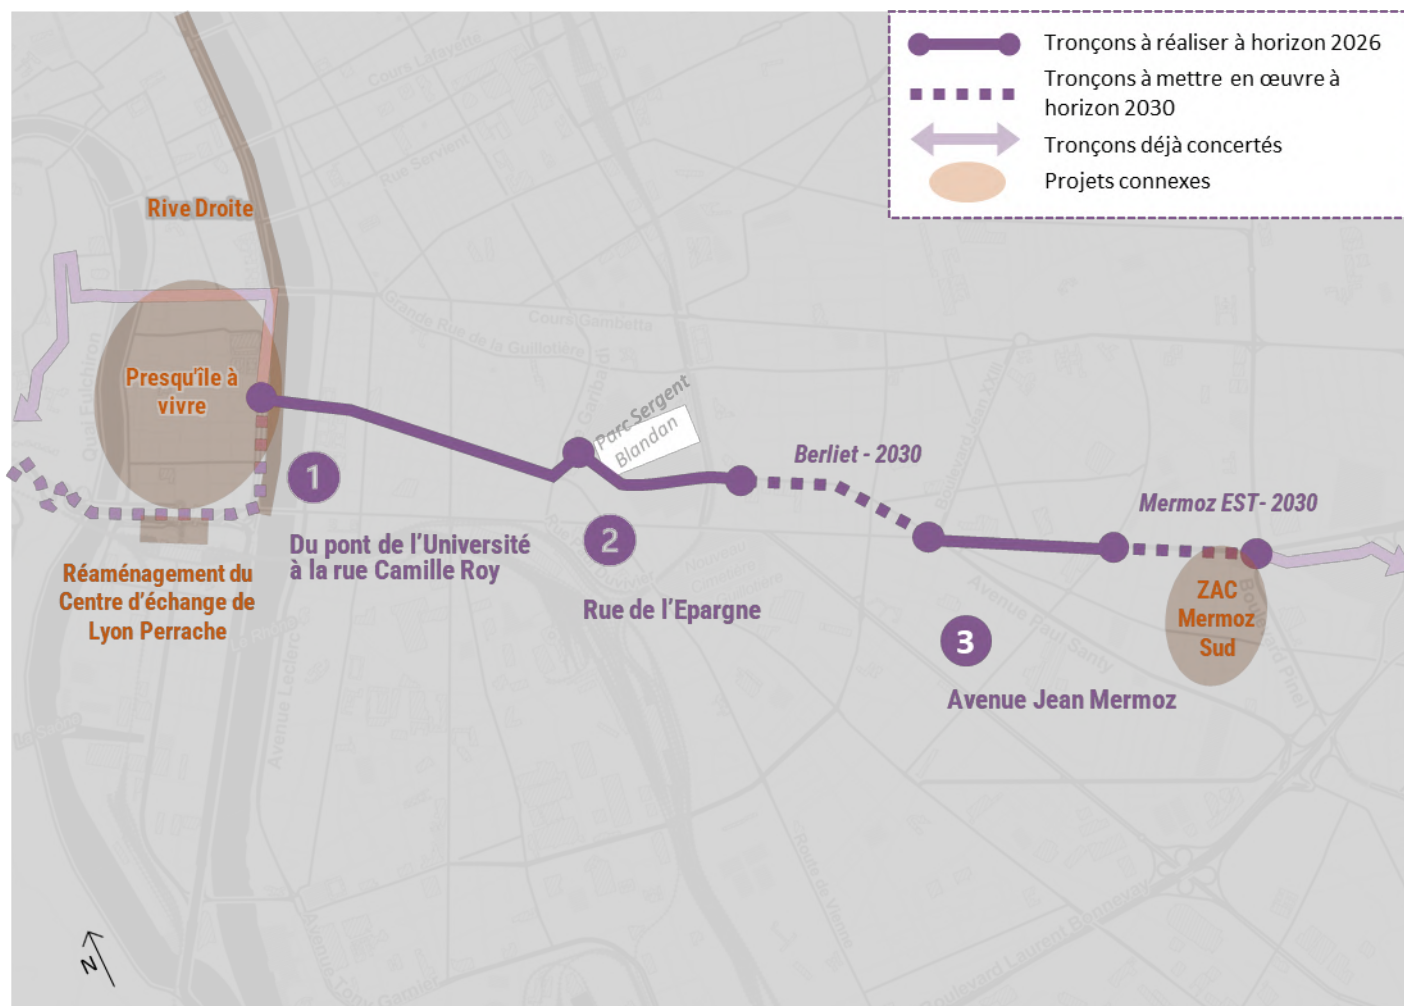 Tronçons à réaliser à horizon 2026
Tronçons à mettre en œuvre à
horizon 2030
Tronçons déjà concertés
Projets connexes
Cours Lafayette
Rue Servient
Rive Droite
Grande Rue de la Guillotière
Cours Gambetta
Quai Fulchiron
Presqu'île à
vivre
Garibaldi
Parc Sergent
Blandan
Boulevard Jean XXIII
Berliet - 2030
Mermoz EST- 2030
1
Du pont de l'Université
à la rue Camille Roy
2
Rue de l'Epargne
Réaménagement du
Centre d'échange de
Lyon Perrache
Avenue Leclerc
3
Avenue Jean Mermoz
Avenue Paul Santy
ZAC
Mermoz
Sud
Boulevard Pinel
Route de Vienne
Boulevard Laurent Bonnevay
Avenue Tony Garnier
N